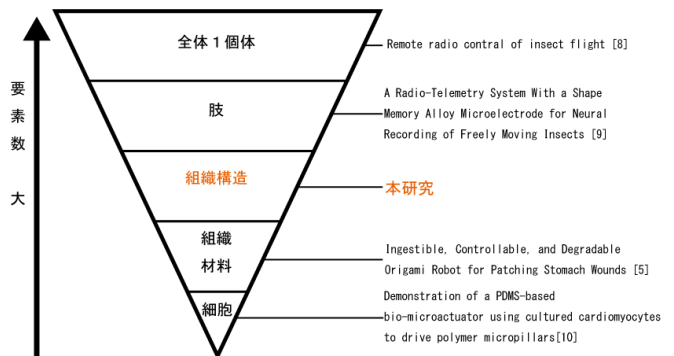 全体１個体
Remote radio contral of insect flight [8]
要素数 大
肢
A Radio-Telemetry System With a Shape
Memory Alloy Microelectrode for Neural
Recording of Freely Moving Insects [9]
組織構造
本研究
組織
材料
Ingestible, Controllable, and Degradable
Origami Robot for Patching Stomach Wounds [5]
細胞
Demonstration of a PDMS-based
bio-microactuator using cultured cardiomyocytes
to drive polymer micropillars[10]